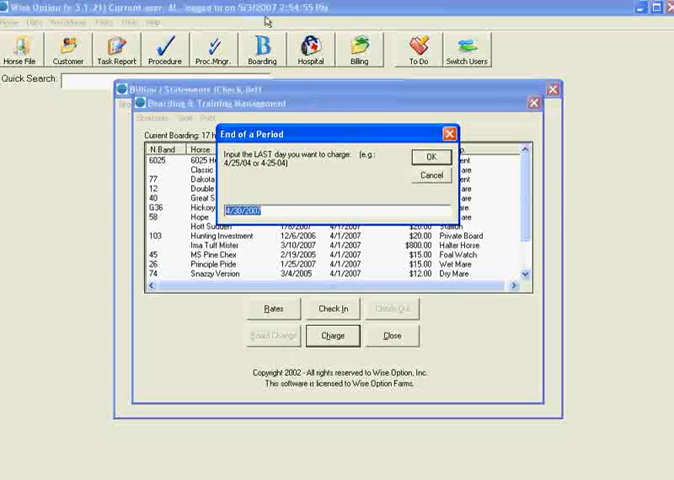 Wise Option (v 3.1.21) Current user: AL - logged in on 5/3/2007 2:54:55 PM
Horse File Customer Task Report Procedure Proc.Mngr. Boarding Hospital Billing To Do Switch Users
Quick Search:
Billing / Statements
Boarding & Training Management
Current Boarding: 17
End of a Period
Input the LAST day you want to charge: (e.g.:
4/25/04 or 4-25-04)
OK
Cancel
4/30/2007
N.Band Horse
6025 6025 H
Classic
77 Dakota
12 Double
40 Great S
G36 Hickory
58 Hope
Hott Sudden 4/1/2007 $20.00 Stallion
103 Hunting Investment 12/6/2006 4/1/2007 $20.00 Private Board
Ima Tuff Mister 3/10/2007 4/1/2007 $800.00 Halter Horse
45 MS Pine Chex 2/19/2005 4/1/2007 $15.00 Foal Watch
26 Principle Pride 1/25/2007 4/1/2007 $15.00 Wet Mare
74 Snazzy Version 3/4/2005 4/1/2007 $12.00 Dry Mare
Rates Check In Check Out
Board Change Charge Close
Copyright 2002 - All rights reserved to Wise Option, Inc.
This software is licensed to Wise Option Farms.